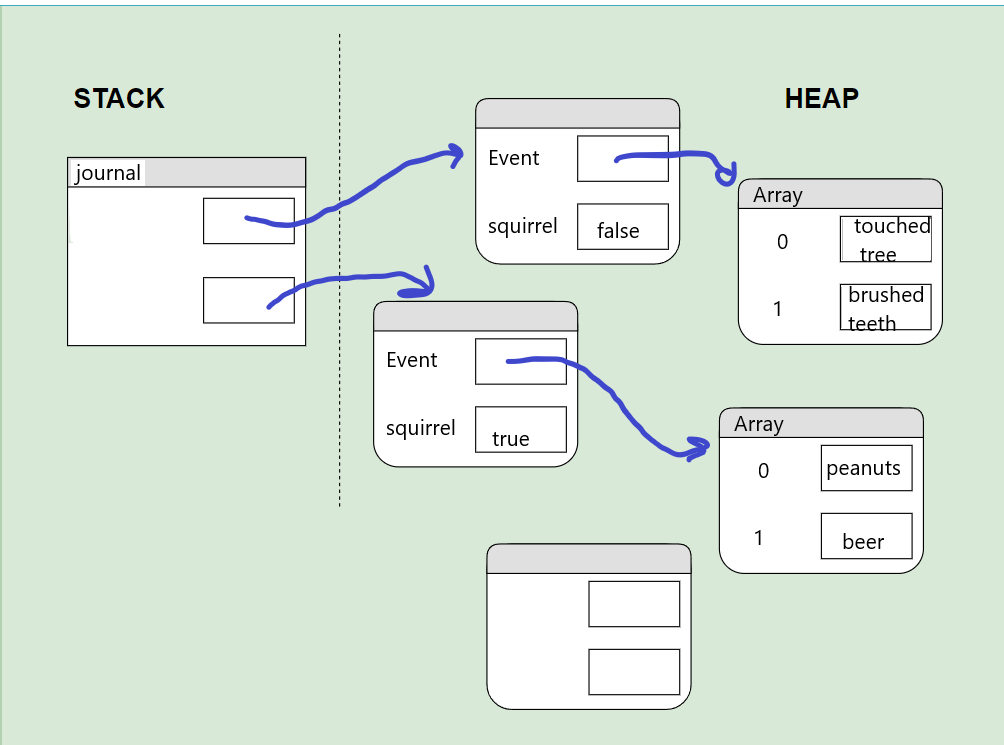 STACK
HEAP
journal
Event
squirrel
false
Array
0
touched
tree
1
brushed
teeth
Event
squirrel
true
Array
0
peanuts
1
beer